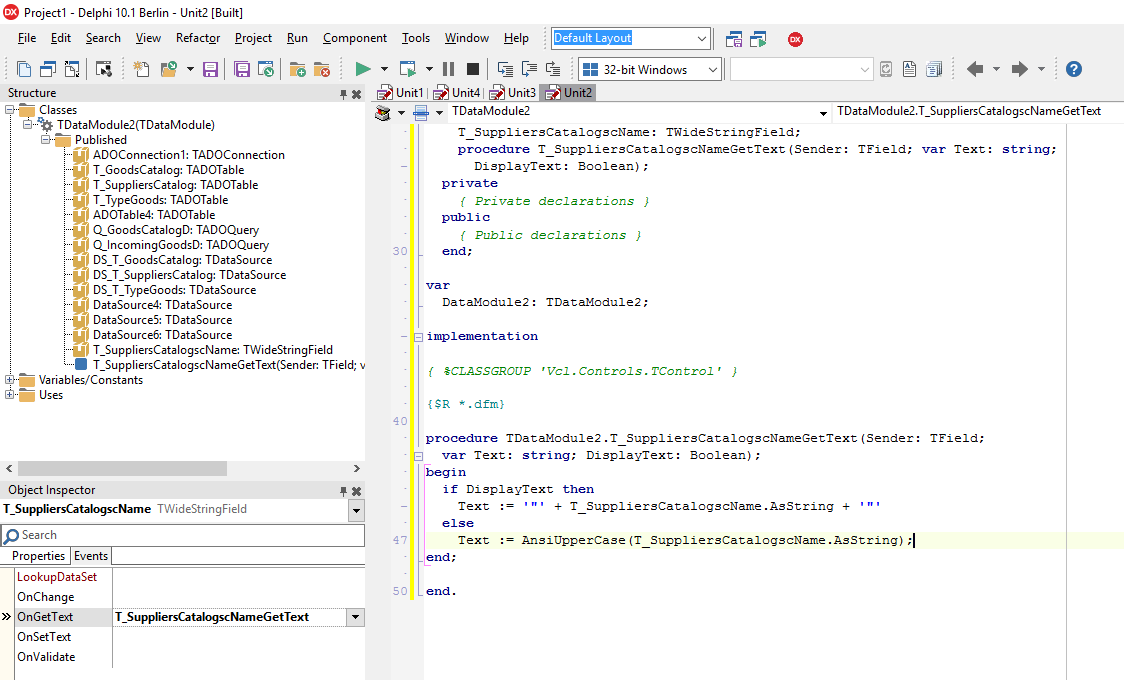 Project1 - Delphi 10.1 Berlin - Unit2 [Built]
File Edit Search View Refactor Project Run Component Tools Window Help Default Layout
32-bit Windows
Structure
Unit1 Unit4 Unit3 Unit2
TDataModule2 TDataModule2.T_SuppliersCatalogscNameGetText
Classes
TDataModule2(TDataModule)
Published
ADOConnection1: TADOConnection
T_GoodsCatalog: TADOTable
T_SuppliersCatalog: TADOTable
T_TypeGoods: TADOTable
ADOTable4: TADOTable
Q_GoodsCatalogD: TADOQuery
Q_IncomingGoodsD: TADOQuery
DS_T_GoodsCatalog: TDataSource
DS_T_SuppliersCatalog: TDataSource
DS_T_TypeGoods: TDataSource
DataSource4: TDataSource
DataSource5: TDataSource
DataSource6: TDataSource
T_SuppliersCatalogscName: TWideStringField
T_SuppliersCatalogscNameGetText(Sender: TField; v
Variables/Constants
Uses
Object Inspector
T_SuppliersCatalogscName TWideStringField
Search
Properties Events
LookupDataSet
OnChange
OnGetText T_SuppliersCatalogscNameGetText
OnSetText
OnValidate
T_SuppliersCatalogscName: TWideStringField;
procedure T_SuppliersCatalogscNameGetText(Sender: TField; var Text: string;
DisplayText: Boolean);
private
{ Private declarations }
public
{ Public declarations }
30 end;
var
DataModule2: TDataModule2;
implementation
{ %CLASSGROUP 'Vcl.Controls.TControl' }
{$R *.dfm}
40
procedure TDataModule2.T_SuppliersCatalogscNameGetText(Sender: TField;
var Text: string; DisplayText: Boolean);
begin
if DisplayText then
Text := '"' + T_SuppliersCatalogscName.AsString + '"'
else
47 Text := AnsiUpperCase(T_SuppliersCatalogscName.AsString);
end;
50 end.